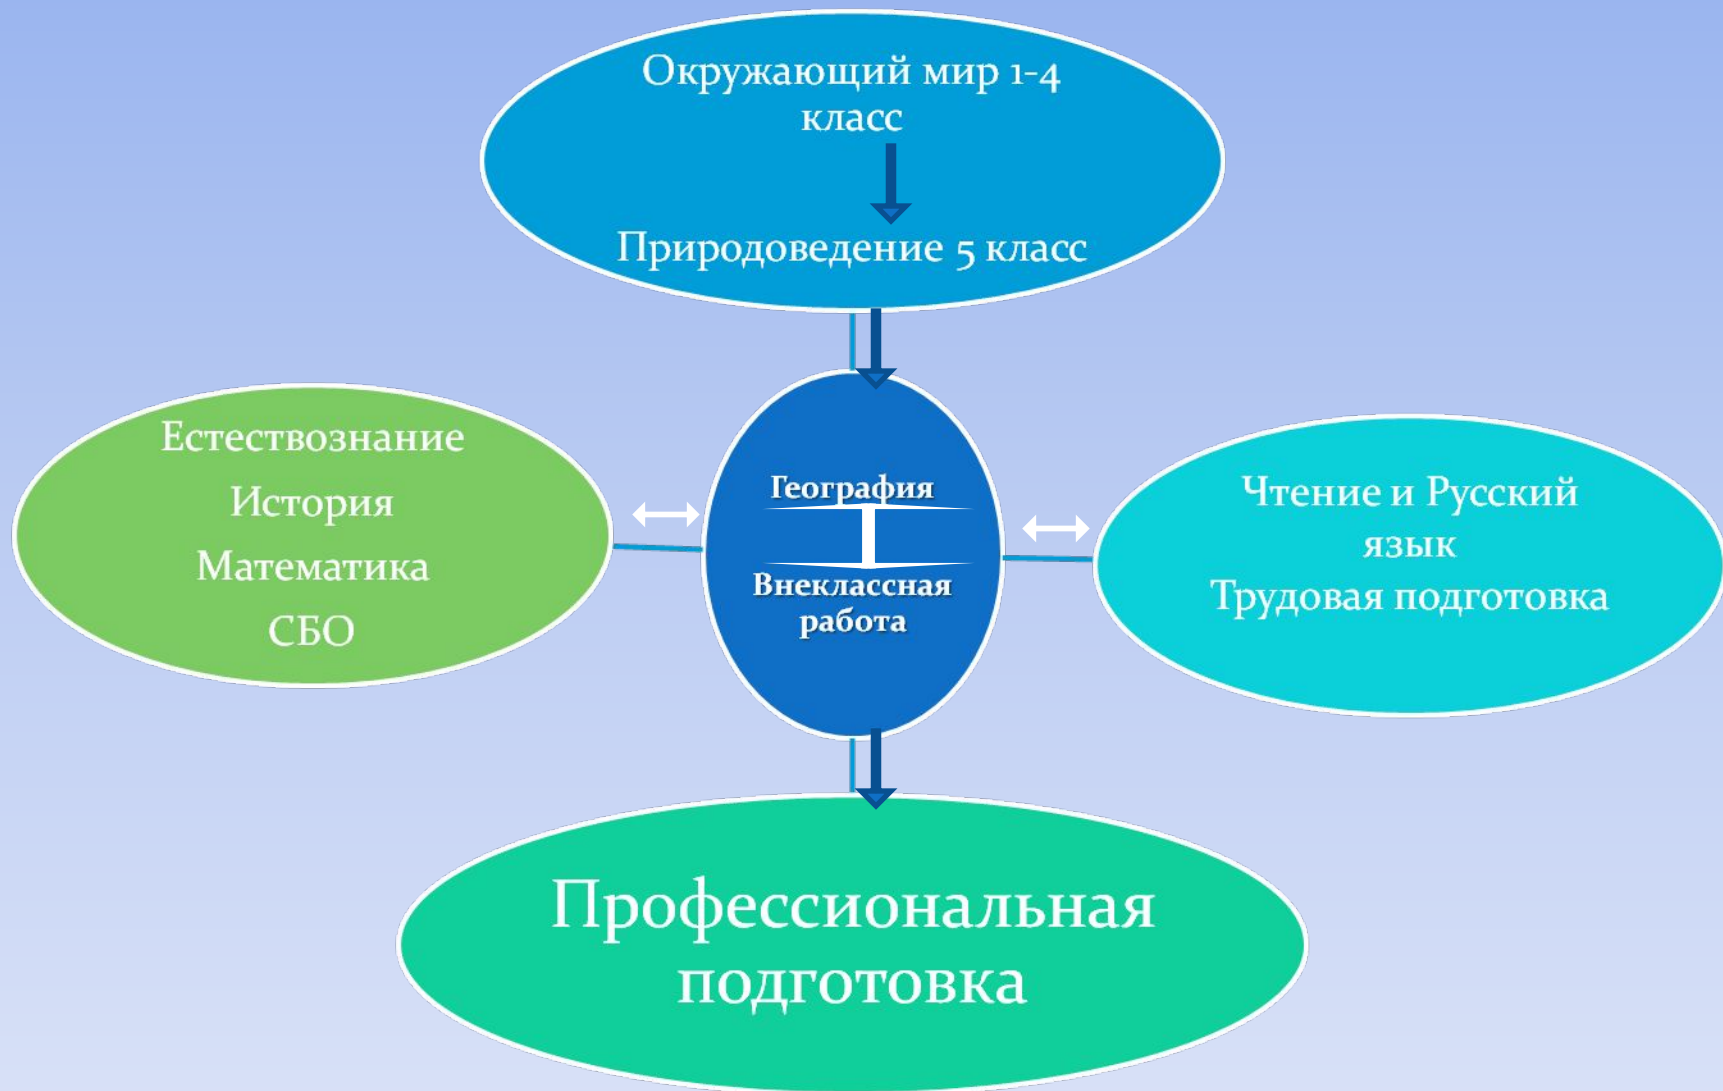 Окружающий мир 1-4
класс
Природоведение 5 класс
Естествознание
История
Математика
СБО
География
Внеклассная
работа
Чтение и Русский
язык
Трудовая подготовка
Профессиональная
подготовка